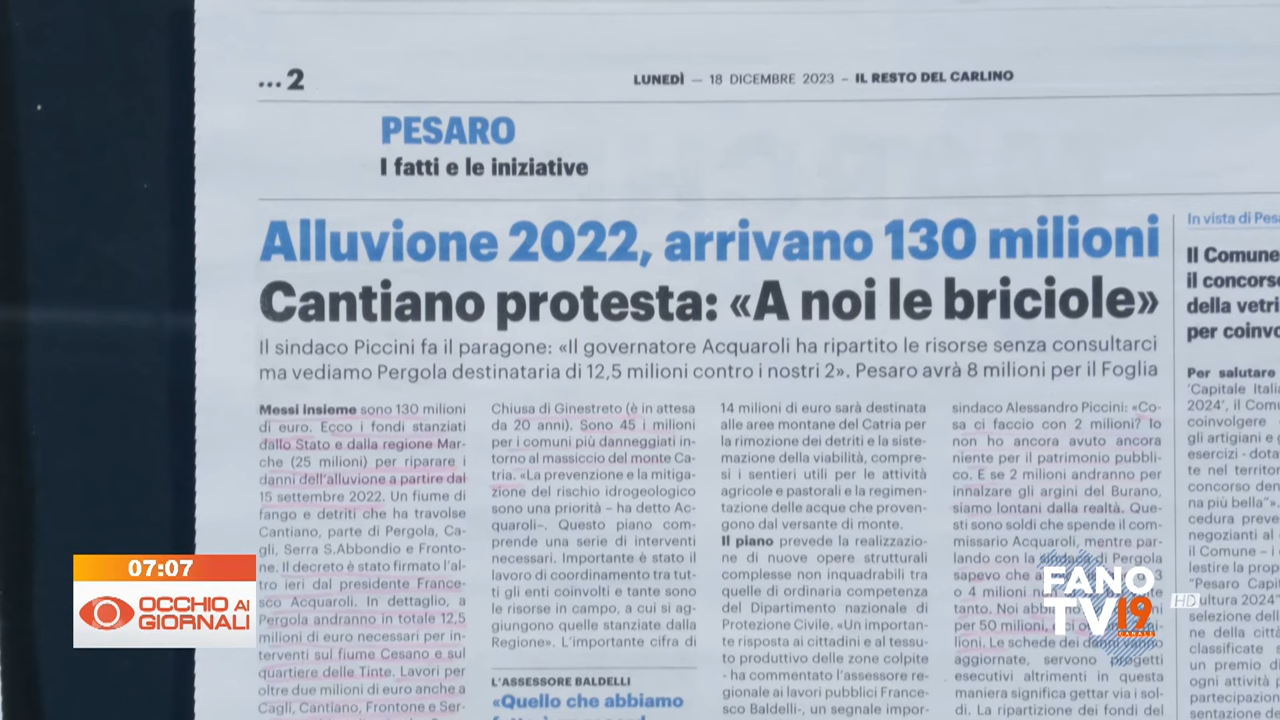 ...2
LUNEDÌ — 18 DICEMBRE 2023 – IL RESTO DEL CARLINO
PESARO
I fatti e le iniziative
Alluvione 2022, arrivano 130 milioni
Cantiano protesta: «A noi le briciole»
Il sindaco Piccini fa il paragone: «Il governatore Acquaroli ha ripartito le risorse senza consultarci
ma vediamo Pergola destinataria di 12,5 milioni contro i nostri 2». Pesaro avrà 8 milioni per il Foglia
Messi insieme sono 130 milioni
di euro. Ecco i fondi stanziati
dallo Stato e dalla regione Mar-
che (25 milioni) per riparare i
danni dell'alluvione a partire dal
15 settembre 2022. Un fiume di
fango e detriti che ha travolse
Cantiano, parte di Pergola, Ca-
gli, Serra S.Abbondio e Fronto-
ne. Il decreto è stato firmato l'al-
tro ieri dal presidente France-
sco Acquaroli. In dettaglio, a
Pergola andranno in totale 12,5
milioni di euro necessari per in-
terventi sul fiume Cesano e sul
quartiere delle Tinte. Lavori per
oltre due milioni di euro anche a
Cagli, Cantiano, Frontone e Ser-
Chiusa di Ginestreto (è in attesa
da 20 anni). Sono 45 i milioni
per i comuni più danneggiati in-
torno al massiccio del monte Ca-
tria. «La prevenzione e la mitiga-
zione del rischio idrogeologico
sono una priorità – ha detto Ac-
quaroli-. Questo piano com-
prende una serie di interventi
necessari. Importante è stato il
lavoro di coordinamento tra tut-
ti gli enti coinvolti e tante sono
le risorse in campo, a cui si ag-
giungono quelle stanziate dalla
Regione». L'importante cifra di
L'ASSESSORE BALDELLI
«Quello che abbiamo
14 milioni di euro sarà destinata
alle aree montane del Catria per
la rimozione dei detriti e la siste-
mazione della viabilità, compre-
si i sentieri utili per le attività
agricole e pastorali e la regimen-
tazione delle acque che proven-
gono dal versante di monte.
Il piano prevede la realizzazio-
ne di nuove opere strutturali
complesse non inquadrabili tra
quelle di ordinaria competenza
del Dipartimento nazionale di
Protezione Civile. «Un importan-
te risposta ai cittadini e al tessu-
to produttivo delle zone colpite
- ha commentato l'assessore re-
gionale ai lavori pubblici France-
sco Baldelli-, un segnale impor-
sindaco Alessandro Piccini: «Co-
sa ci faccio con 2 milioni? Io
non ho ancora avuto ancora
niente per il patrimonio pubbli-
co. E se 2 milioni andranno per
innalzare gli argini del Burano,
siamo lontani dalla realtà. Que-
sti sono soldi che spende il com-
missario Acquaroli, mentre par-
lando con la di Pergola
sapevo che 3
o 4 milioni
tanto. Noi
per 50 milioni,
lioni. Le schede dei
aggiornate, servono progetti
esecutivi altrimenti in questa
maniera significa gettar via i sol-
di. La ripartizione dei fondi del
In vista di
Il Comune
il
della
per
Per salutare
'Capitale
2024', il
coinvolgere
gli artigiani e
esercizi -
te nel
concorso
na più bella"».
cedura
negozianti al
il Comune – i
lestire la
"Pesaro
ultura 2024"
selezione
ne della
classificate
un premio
ogni attività
partecipazione
sentazione
07:07
OCCHIO AI
GIORNALI
FANO
TV 19
CANALE
HD